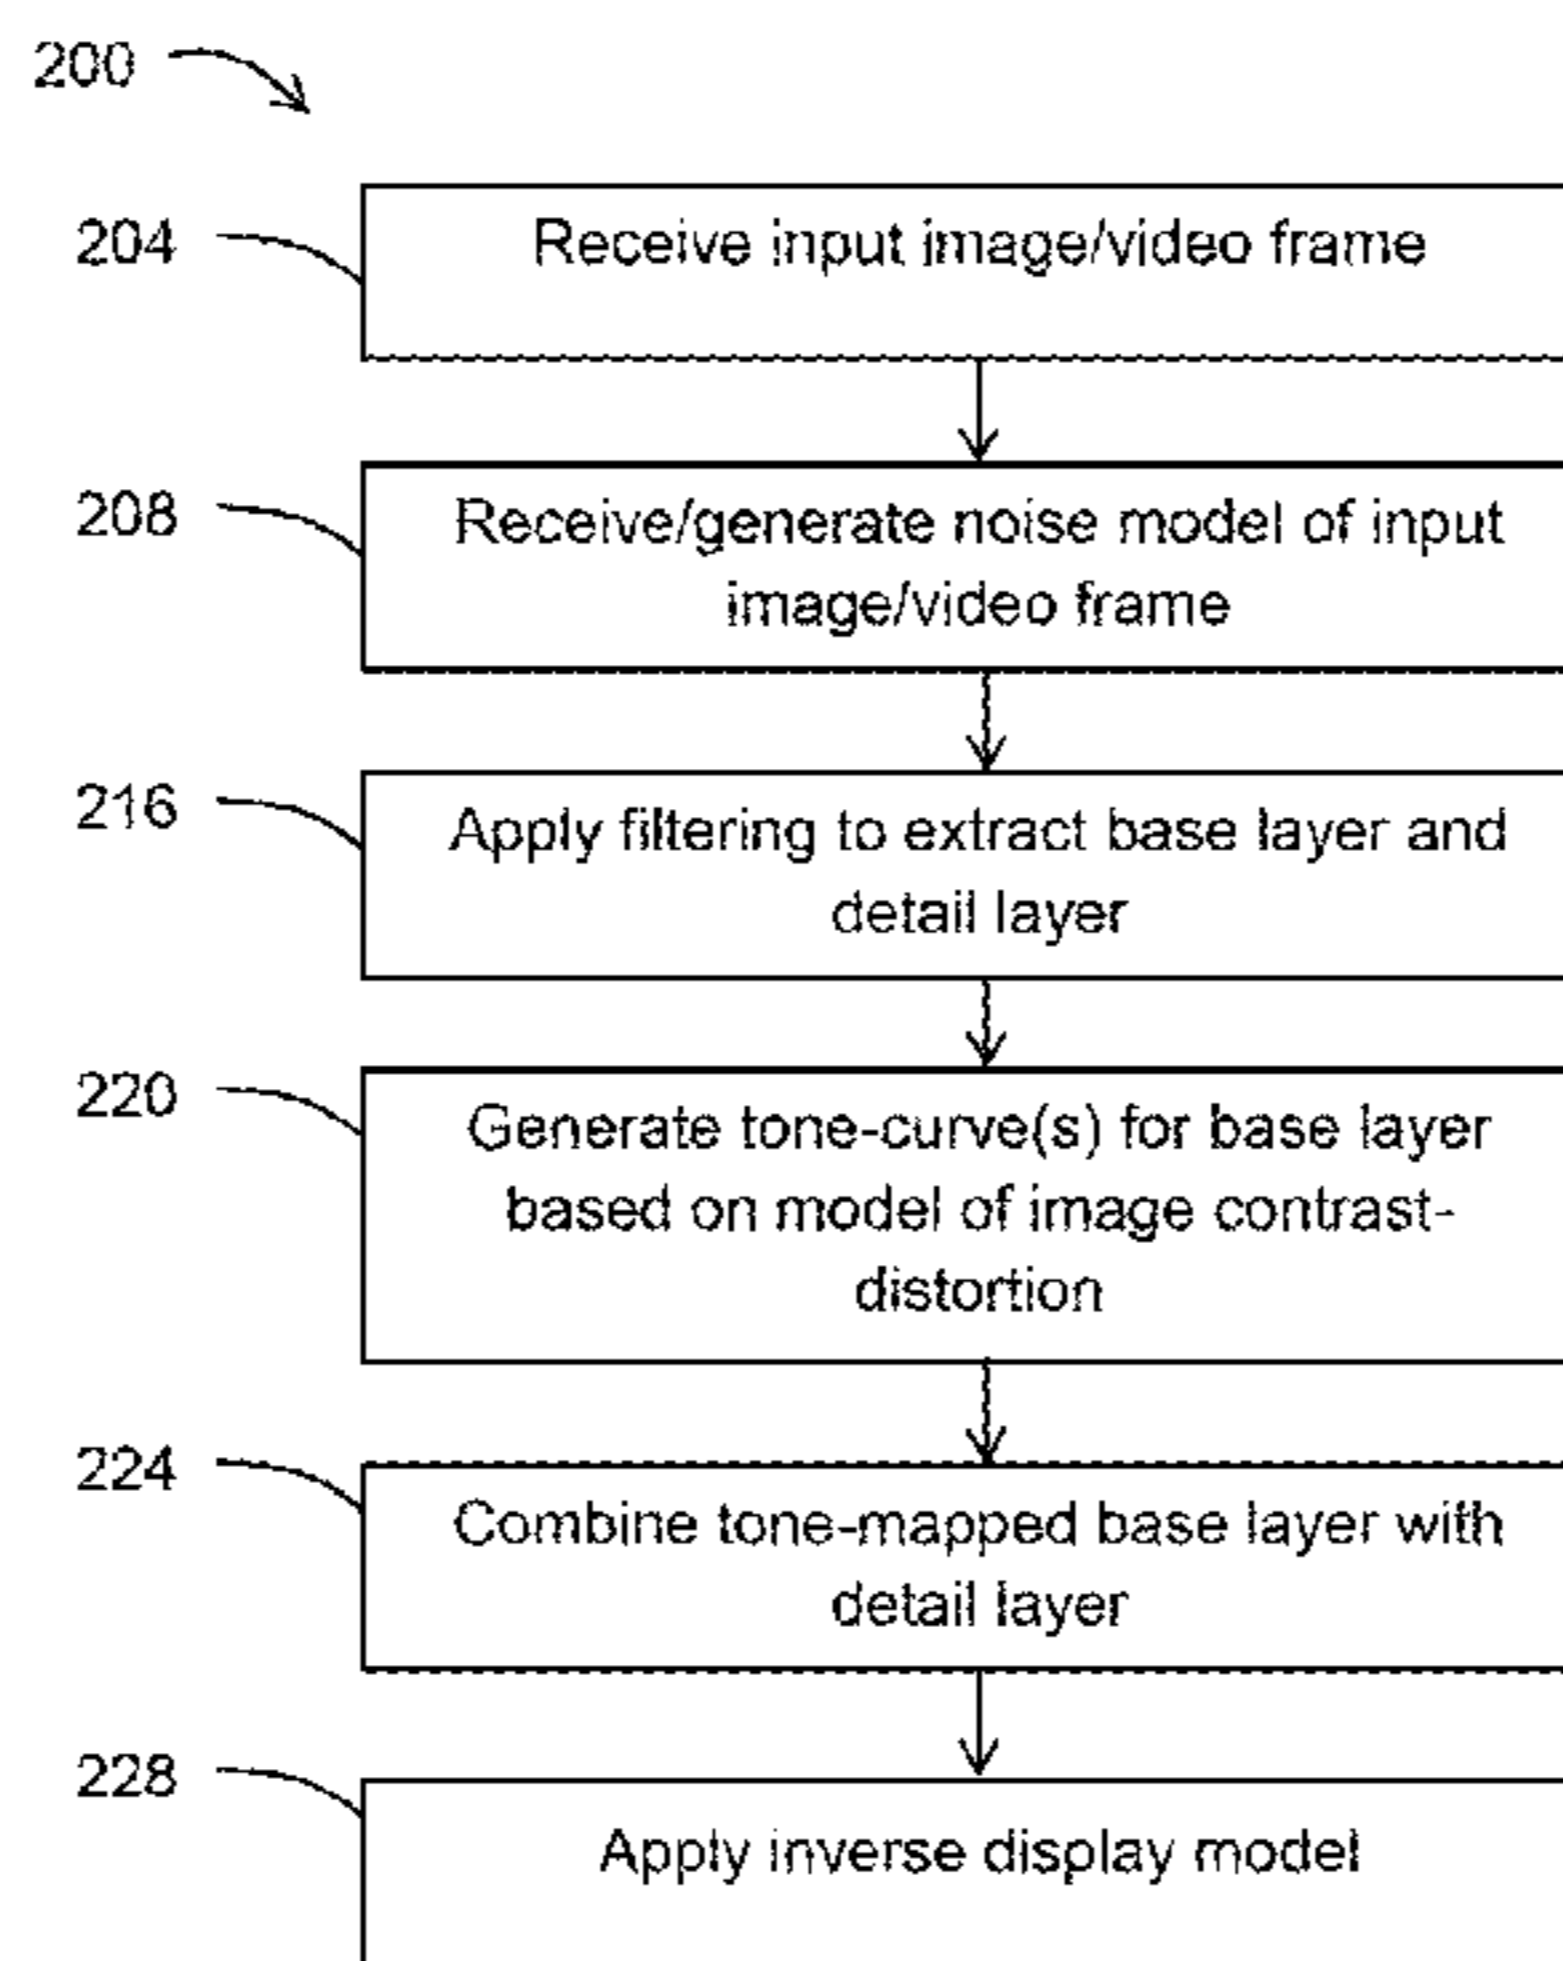 200
204
Receive input image/video frame
208
Receive/generate noise model of input
image/video frame
216
Apply filtering to extract base layer and
detail layer
220
Generate tone-curve(s) for base layer
based on model of image contrast-
distortion
224
Combine tone-mapped base layer with
detail layer
228
Apply inverse display model